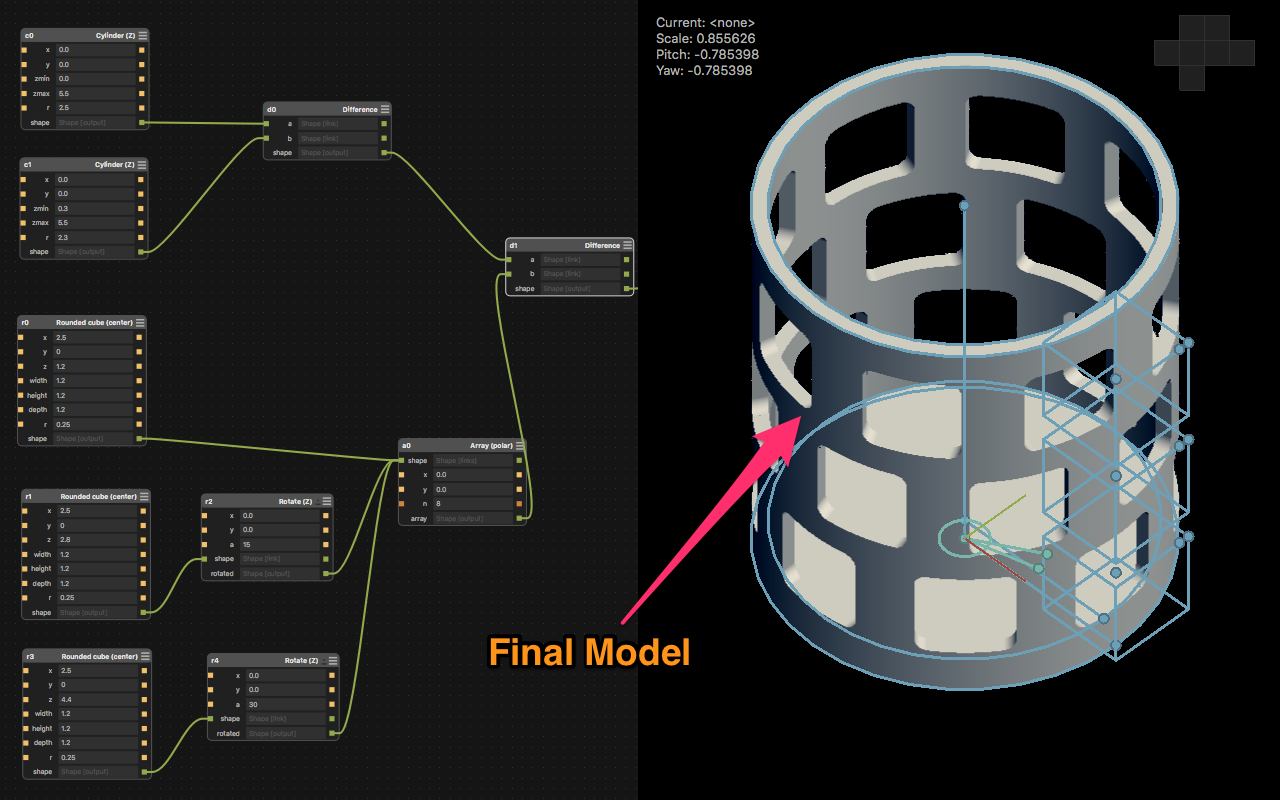 c0 Cylinder (Z)
x 0.0
y 0.0
zmin 0.0
zmax 5.5
r 2.5
shape Shape [output]
c1 Cylinder (Z)
x 0.0
y 0.0
zmin 0.3
zmax 5.5
r 2.3
shape Shape [output]
d0 Difference
a Shape [link]
b Shape [link]
shape Shape [output]
d1 Difference
a Shape [link]
b Shape [link]
shape Shape [output]
r0 Rounded cube (center)
x 2.5
y 0
z 1.2
width 1.2
height 1.2
depth 1.2
r 0.25
shape Shape [output]
a0 Array (polar)
shape Shape [links]
x 0.0
y 0.0
n 8
array Shape [output]
r1 Rounded cube (center)
x 2.5
y 0
z 2.8
width 1.2
height 1.2
depth 1.2
r 0.25
shape Shape [output]
r2 Rotate (Z)
x 0.0
y 0.0
a 15
shape Shape [link]
rotated Shape [output]
r3 Rounded cube (center)
x 2.5
y 0
z 4.4
width 1.2
height 1.2
depth 1.2
r 0.25
shape Shape [output]
r4 Rotate (Z)
x 0.0
y 0.0
a 30
shape Shape [link]
rotated Shape [output]
Current: <none>
Scale: 0.855626
Pitch: -0.785398
Yaw: -0.785398
Final Model